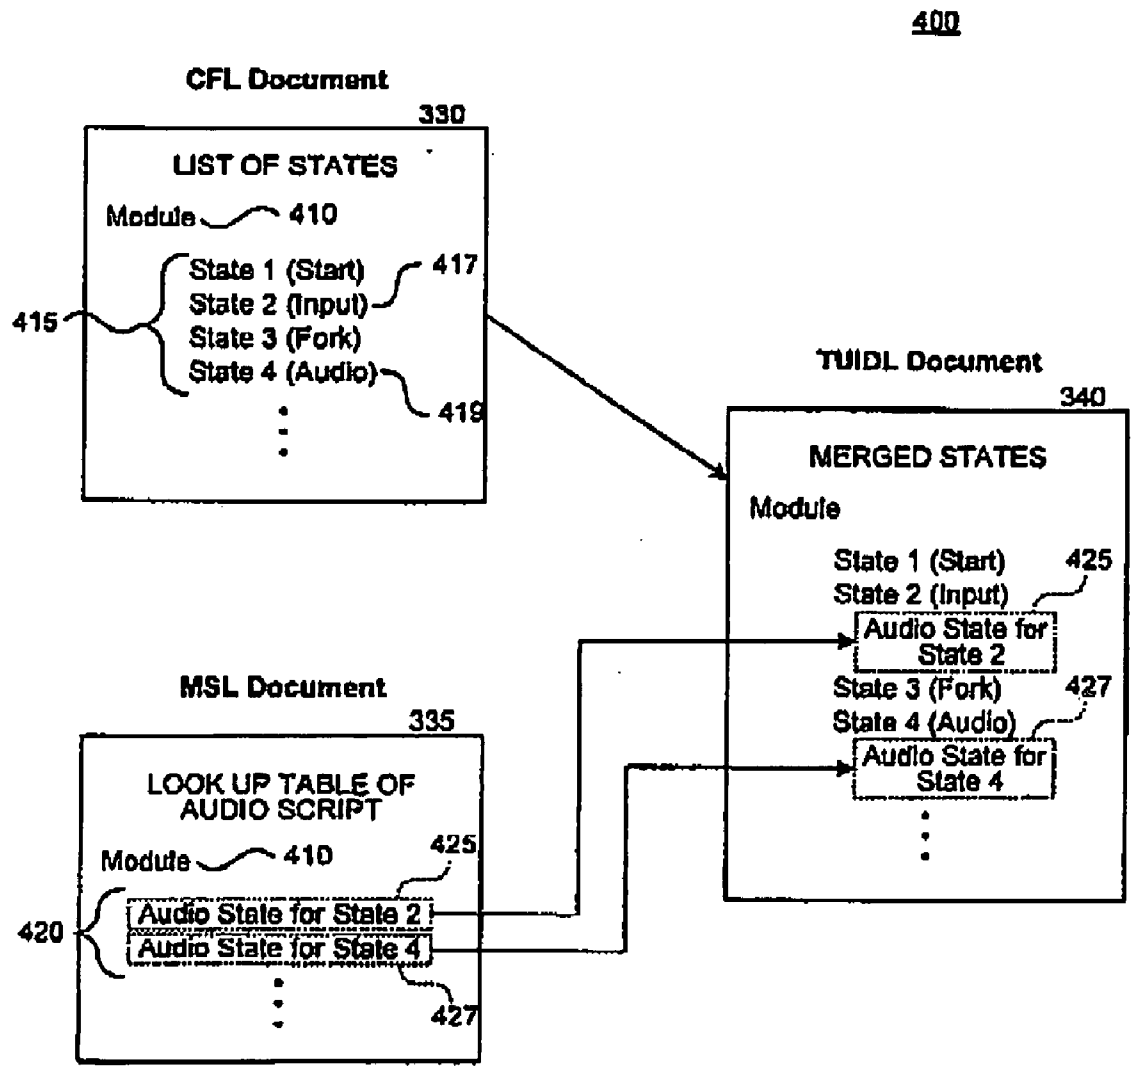 400
CFL Document
330
LIST OF STATES
Module 410
State 1 (Start)
417
State 2 (Input)
415
State 3 (Fork)
State 4 (Audio)
419
TUIDL Document
340
MERGED STATES
Module
State 1 (Start)
425
State 2 (Input)
Audio State for
State 2
State 3 (Fork)
427
State 4 (Audio)
Audio State for
State 4
MSL Document
335
LOOK UP TABLE OF
AUDIO SCRIPT
425
Module 410
Audio State for State 2
420
Audio State for State 4
427